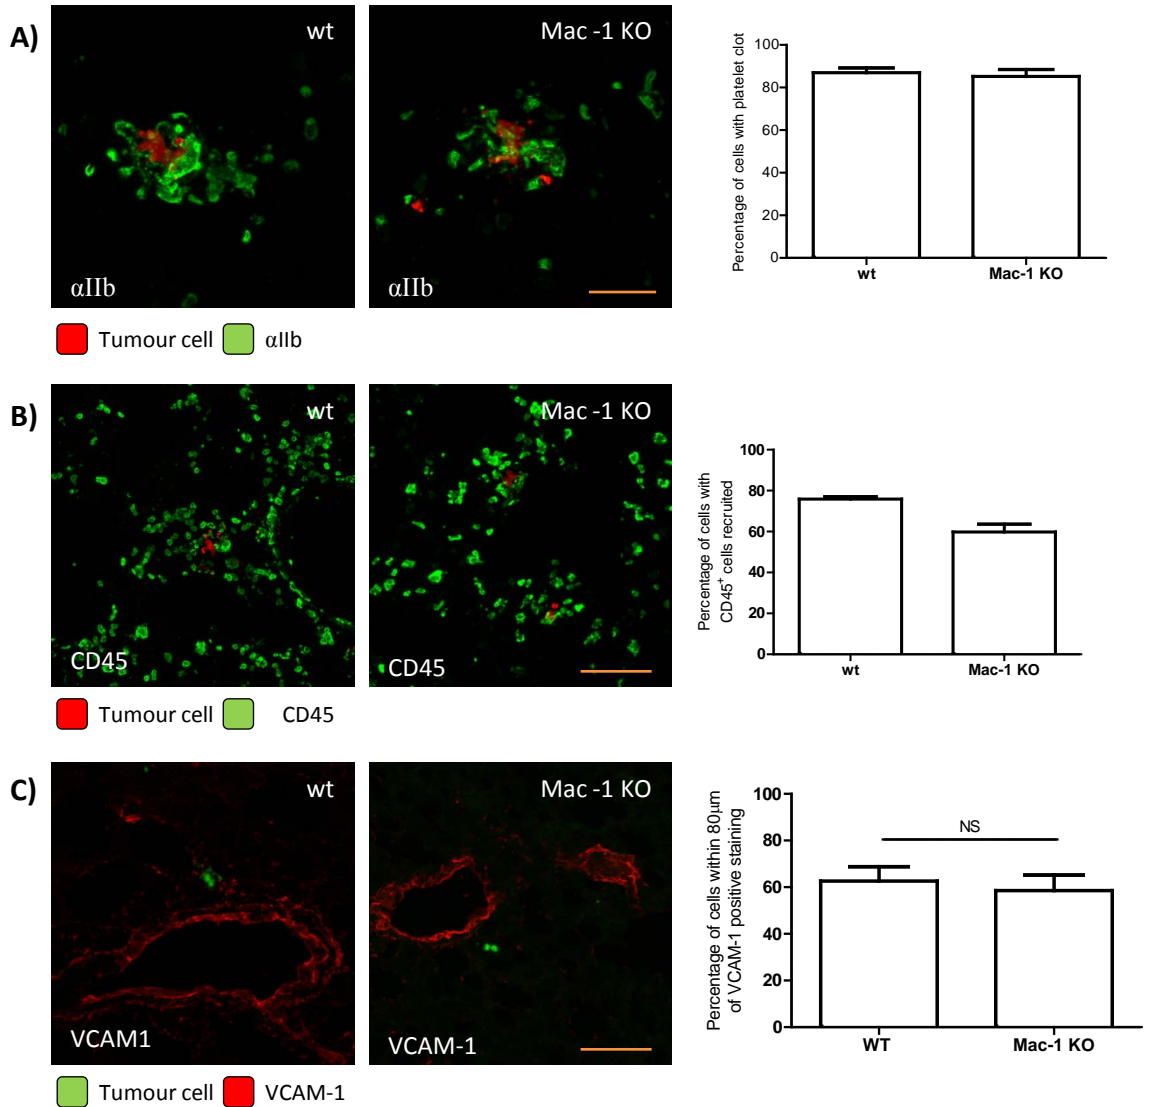 A)
wt
αIIb
Mac -1 KO
αIIb
Tumour cell
αIIb
Percentage of cells with platelet clot
100
80
60
40
20
0
wt
Mac-1 KO
B)
wt
CD45
Mac -1 KO
CD45
Tumour cell
CD45
Percentage of cells with
CD45+ cells recruited
100
80
60
40
20
0
wt
Mac-1 KO
C)
wt
VCAM1
Mac -1 KO
VCAM-1
Tumour cell
VCAM-1
Percentage of cells within 80μm
of VCAM-1 positive staining
100
80
60
40
20
0
NS
WT
Mac-1 KO